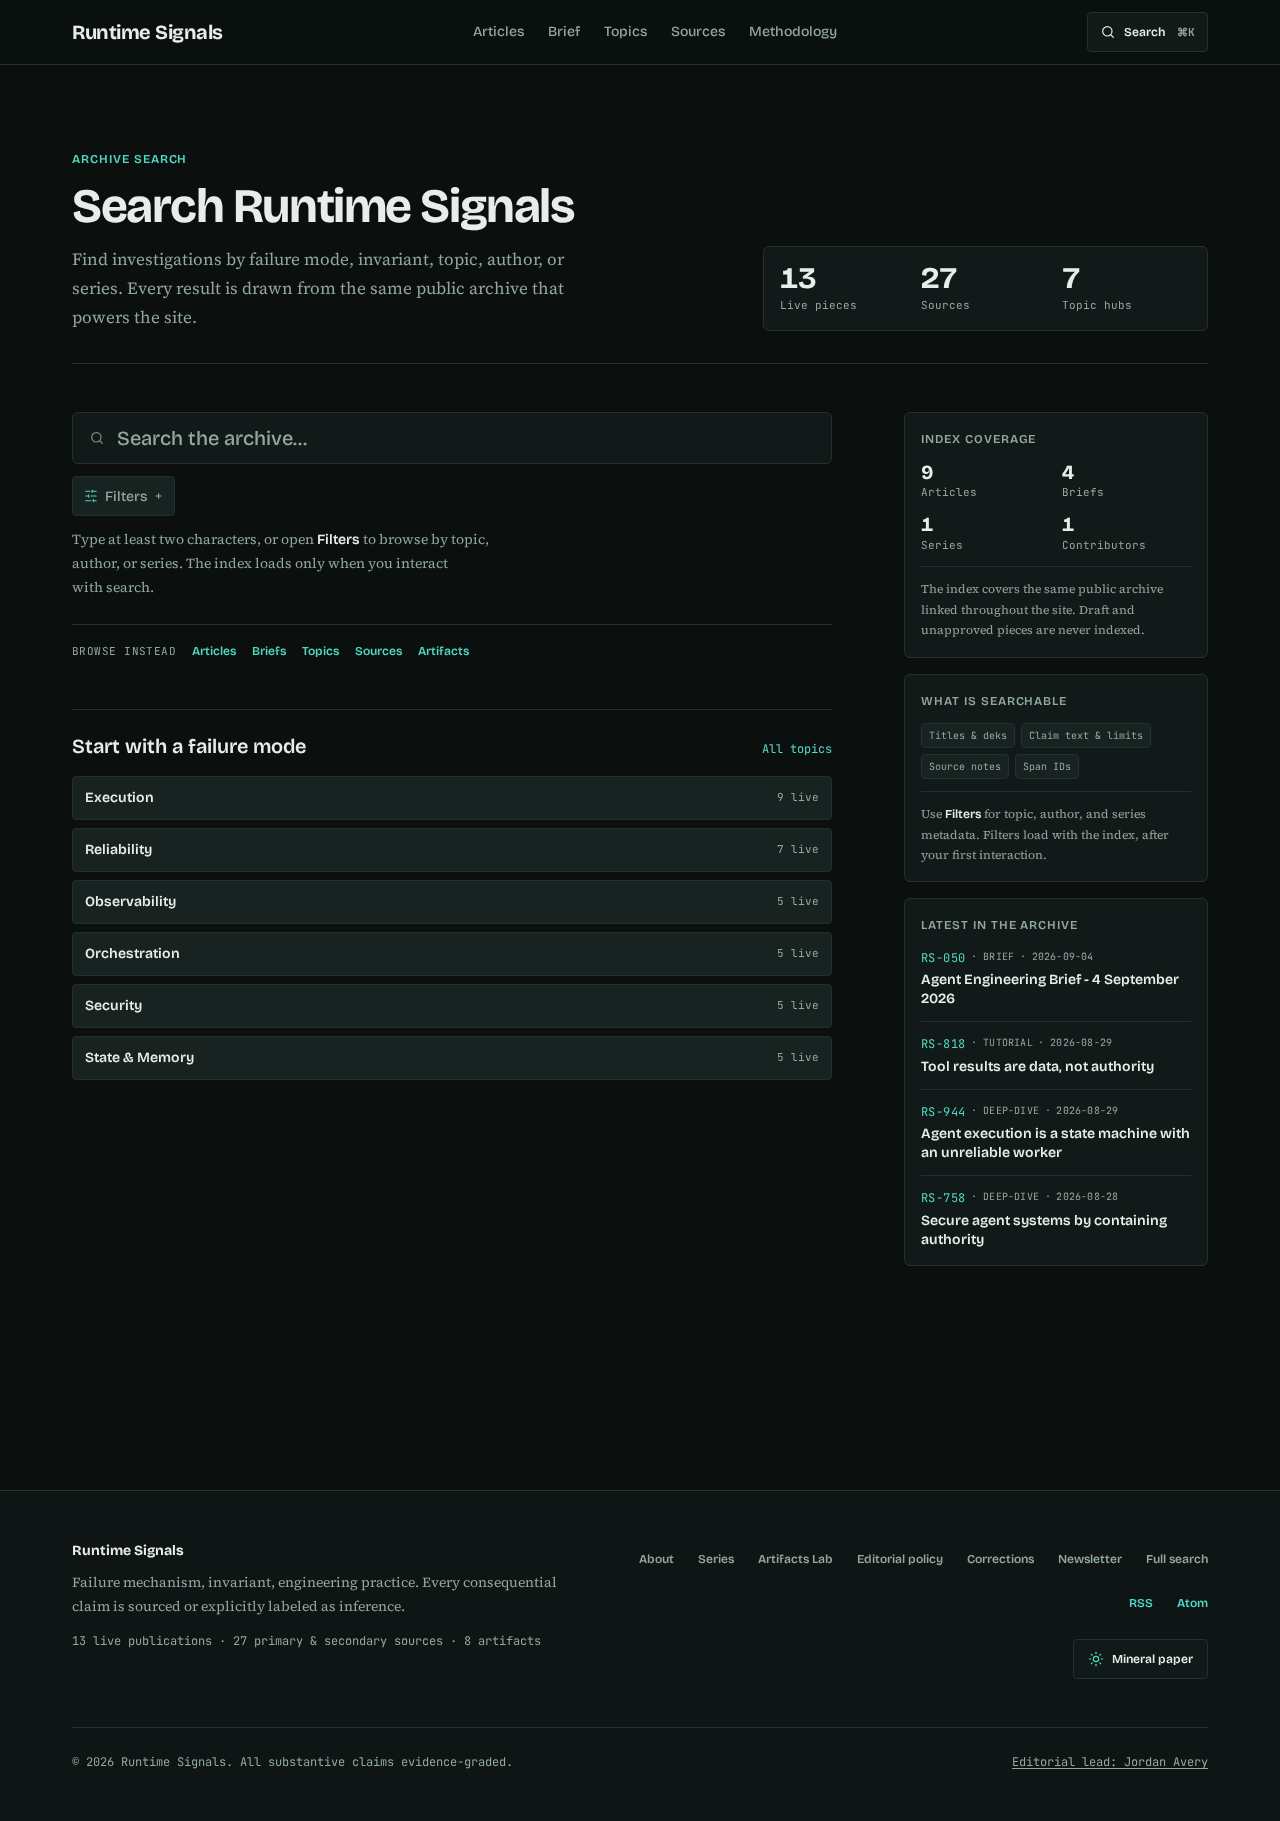 Runtime Signals
Articles Brief Topics Sources Methodology
Search ⌘K
ARCHIVE SEARCH
Search Runtime Signals
Find investigations by failure mode, invariant, topic, author, or
series. Every result is drawn from the same public archive that
powers the site.
13 27 7
Live pieces Sources Topic hubs
Search the archive...
Filters +
Type at least two characters, or open Filters to browse by topic,
author, or series. The index loads only when you interact
with search.
BROWSE INSTEAD Articles Briefs Topics Sources Artifacts
Start with a failure mode
All topics
Execution 9 live
Reliability 7 live
Observability 5 live
Orchestration 5 live
Security 5 live
State & Memory 5 live
INDEX COVERAGE
9 4
Articles Briefs
1 1
Series Contributors
The index covers the same public archive
linked throughout the site. Draft and
unapproved pieces are never indexed.
WHAT IS SEARCHABLE
Titles & deks Claim text & limits
Source notes Span IDs
Use Filters for topic, author, and series
metadata. Filters load with the index, after
your first interaction.
LATEST IN THE ARCHIVE
RS-050 · BRIEF · 2026-09-04
Agent Engineering Brief - 4 September
2026
RS-818 · TUTORIAL · 2026-08-29
Tool results are data, not authority
RS-944 · DEEP-DIVE · 2026-08-29
Agent execution is a state machine with
an unreliable worker
RS-758 · DEEP-DIVE · 2026-08-28
Secure agent systems by containing
authority
Runtime Signals
Failure mechanism, invariant, engineering practice. Every consequential
claim is sourced or explicitly labeled as inference.
13 live publications · 27 primary & secondary sources · 8 artifacts
About Series Artifacts Lab Editorial policy Corrections Newsletter Full search
RSS Atom
Mineral paper
© 2026 Runtime Signals. All substantive claims evidence-graded.
Editorial lead: Jordan Avery